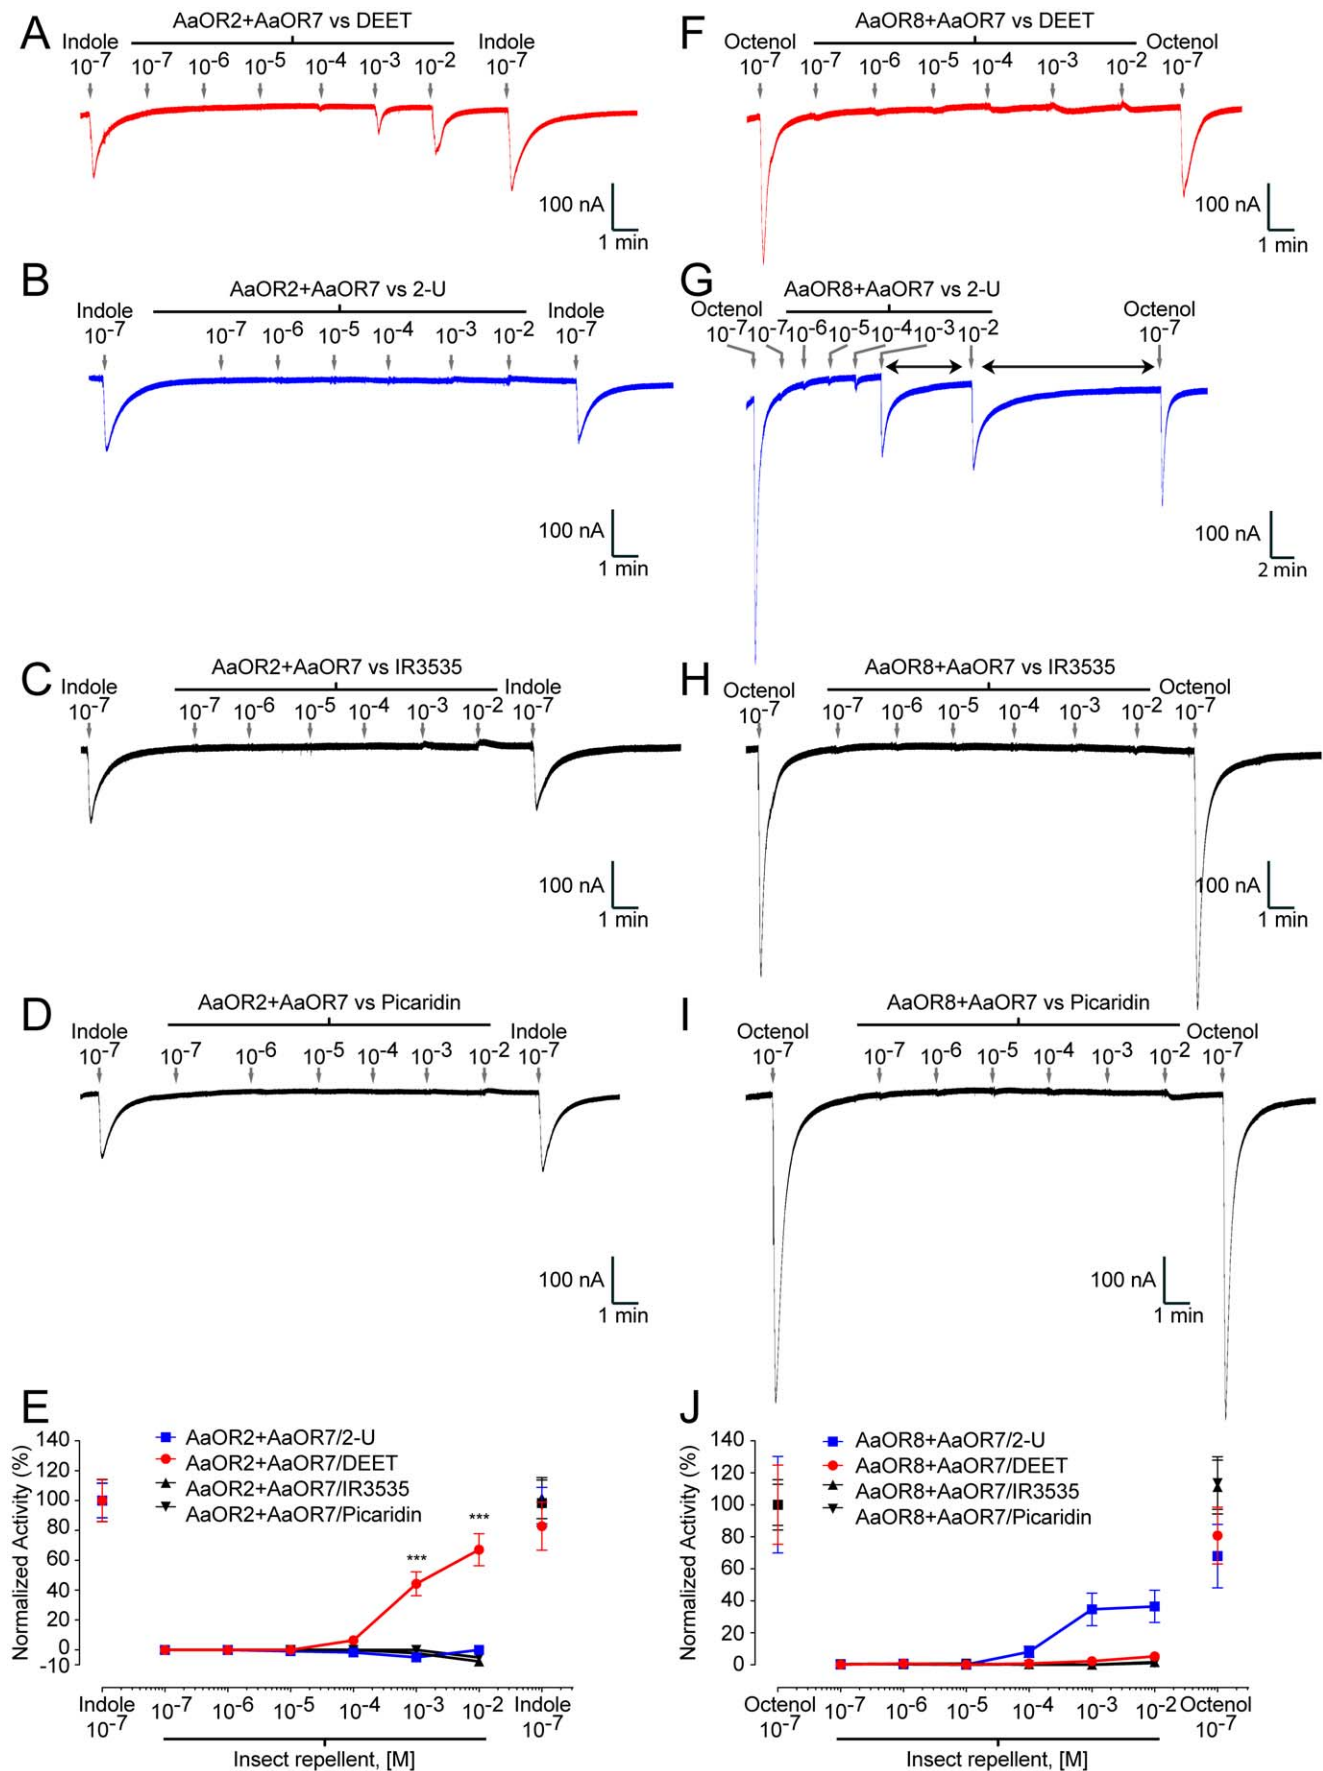 A
AaOR2+AaOR7 vs DEET
Indole
Indole
10-7 10-7 10-6 10-5 10-4 10-3 10-2 10-7
100 nA
1 min
F
AaOR8+AaOR7 vs DEET
Octenol
Octenol
10-7 10-7 10-6 10-5 10-4 10-3 10-2 10-7
100 nA
1 min
B
AaOR2+AaOR7 vs 2-U
Indole
Indole
10-7 10-7 10-6 10-5 10-4 10-3 10-2 10-7
100 nA
1 min
G
AaOR8+AaOR7 vs 2-U
Octenol
Octenol
10-7 10-7 10-6 10-5 10-4 10-3 10-2 10-7
100 nA
2 min
C
AaOR2+AaOR7 vs IR3535
Indole
Indole
10-7 10-7 10-6 10-5 10-4 10-3 10-2 10-7
100 nA
1 min
H
AaOR8+AaOR7 vs IR3535
Octenol
Octenol
10-7 10-7 10-6 10-5 10-4 10-3 10-2 10-7
100 nA
1 min
D
AaOR2+AaOR7 vs Picaridin
Indole
Indole
10-7 10-7 10-6 10-5 10-4 10-3 10-2 10-7
100 nA
1 min
I
AaOR8+AaOR7 vs Picaridin
Octenol
Octenol
10-7 10-7 10-6 10-5 10-4 10-3 10-2 10-7
100 nA
1 min
E
Normalized Activity (%)
140
120
100
80
60
40
20
0
-10
AaOR2+AaOR7/2-U
AaOR2+AaOR7/DEET
AaOR2+AaOR7/IR3535
AaOR2+AaOR7/Picaridin
***
***
Indole 10-7 10-6 10-5 10-4 10-3 10-2 Indole
10-7 10-7
Insect repellent, [M]
J
Normalized Activity (%)
140
120
100
80
60
40
20
0
AaOR8+AaOR7/2-U
AaOR8+AaOR7/DEET
AaOR8+AaOR7/IR3535
AaOR8+AaOR7/Picaridin
Octenol 10-7 10-6 10-5 10-4 10-3 10-2 Octenol
10-7 10-7
Insect repellent, [M]